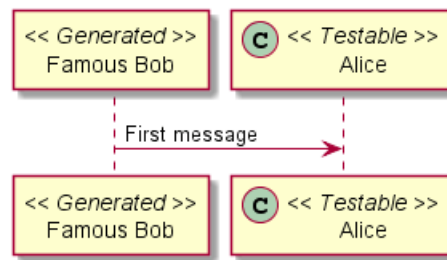 << Generated >>
Famous Bob
C << Testable >>
Alice
First message
<< Generated >>
Famous Bob
C << Testable >>
Alice